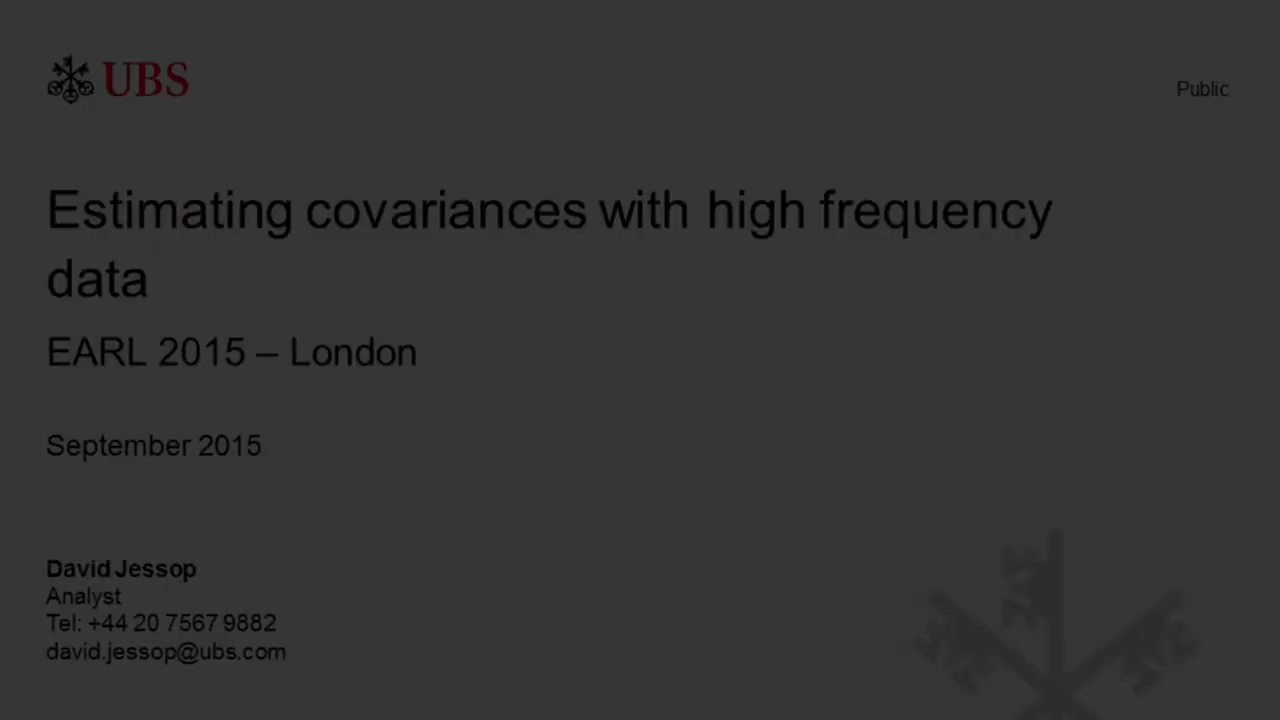 UBS
Public
Estimating covariances with high frequency
data
EARL 2015 – London
September 2015
David Jessop
Analyst
Tel: +44 20 7567 9882
david.jessop@ubs.com